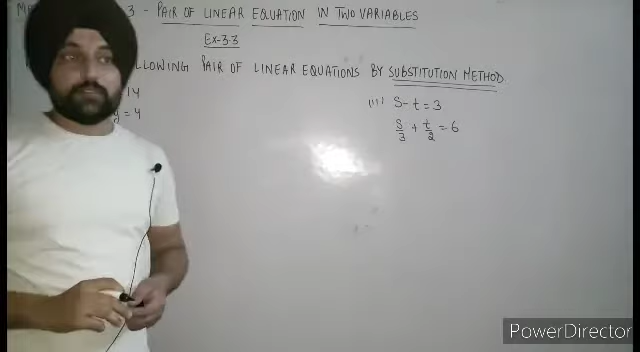 3 - PAIR OF LINEAR EQUATION IN TWO VARIABLES
Ex-3.3
PAIR OF LINEAR EQUATIONS BY SUBSTITUTION METHOD
14
y = 4
(ii) s - t = 3
s/3 + t/2 = 6
PowerDirector